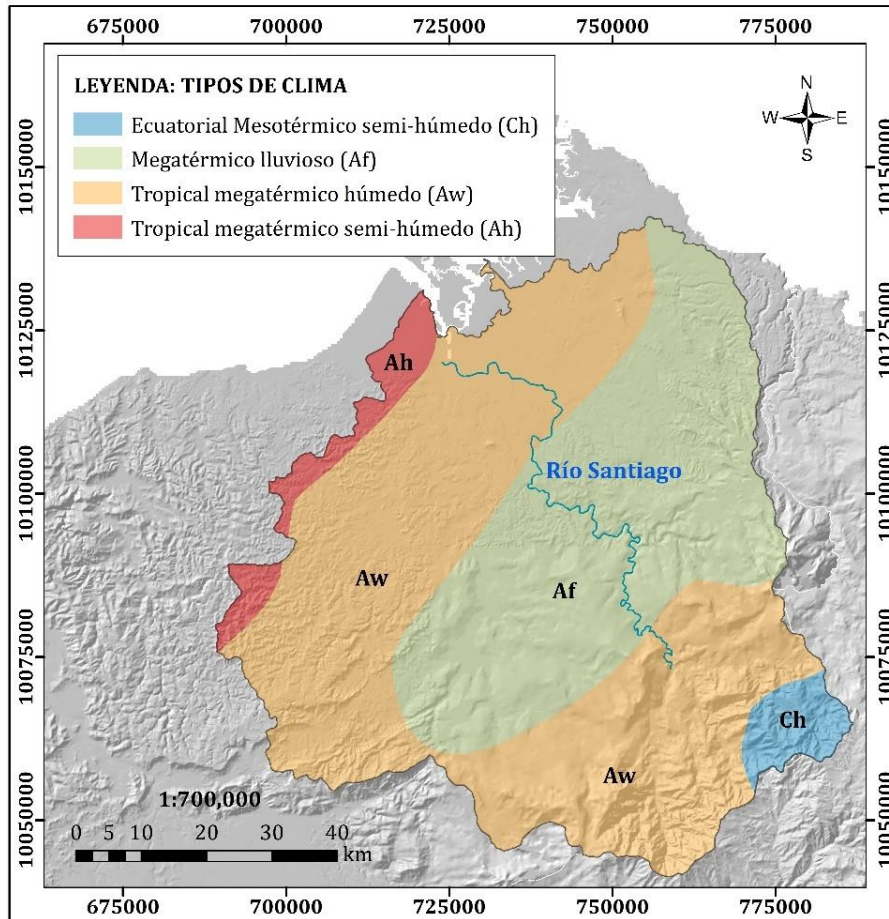 675000 700000 725000 750000 775000
LEYENDA: TIPOS DE CLIMA
Ecuatorial Mesotérmico semi-húmedo (Ch)
Megatérmico lluvioso (Af)
Tropical megatérmico húmedo (Aw)
Tropical megatérmico semi-húmedo (Ah)
N
W E
S
10150000 10150000
10125000 10125000
Ah
Río Santiago
10100000 10100000
Aw
Af
10075000 10075000
Ch
Aw
1:700,000
10050000 10050000
0 5 10 20 30 40
km
675000 700000 725000 750000 775000